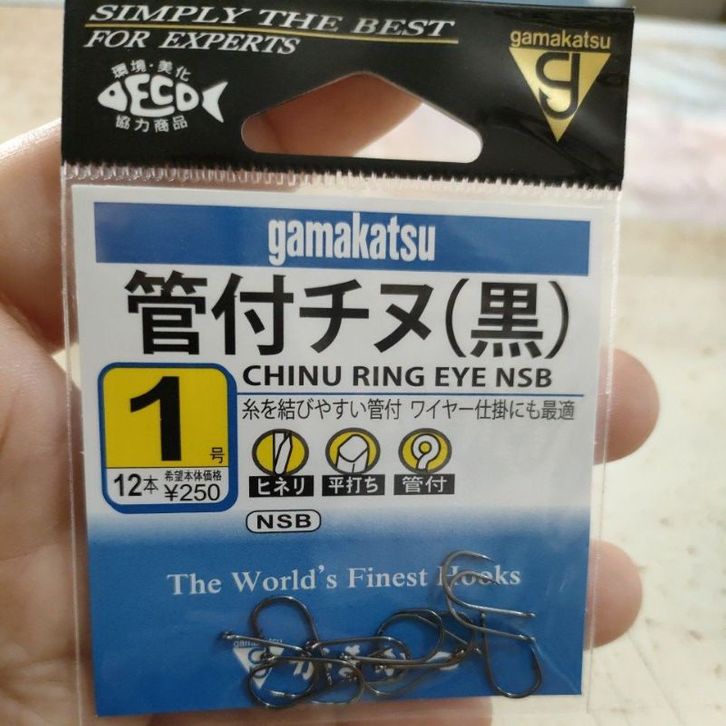 SIMPLY THE BEST
FOR EXPERTS
gamakatsu
環境・美化
ECO
協力商品
gamakatsu
管付チヌ(黒)
CHINU RING EYE NSB
糸を結びやすい管付 ワイヤー仕掛にも最適
1号
12本 希望本体価格 ¥250
ヒネリ 平打ち 管付
NSB
The World's Finest Hooks